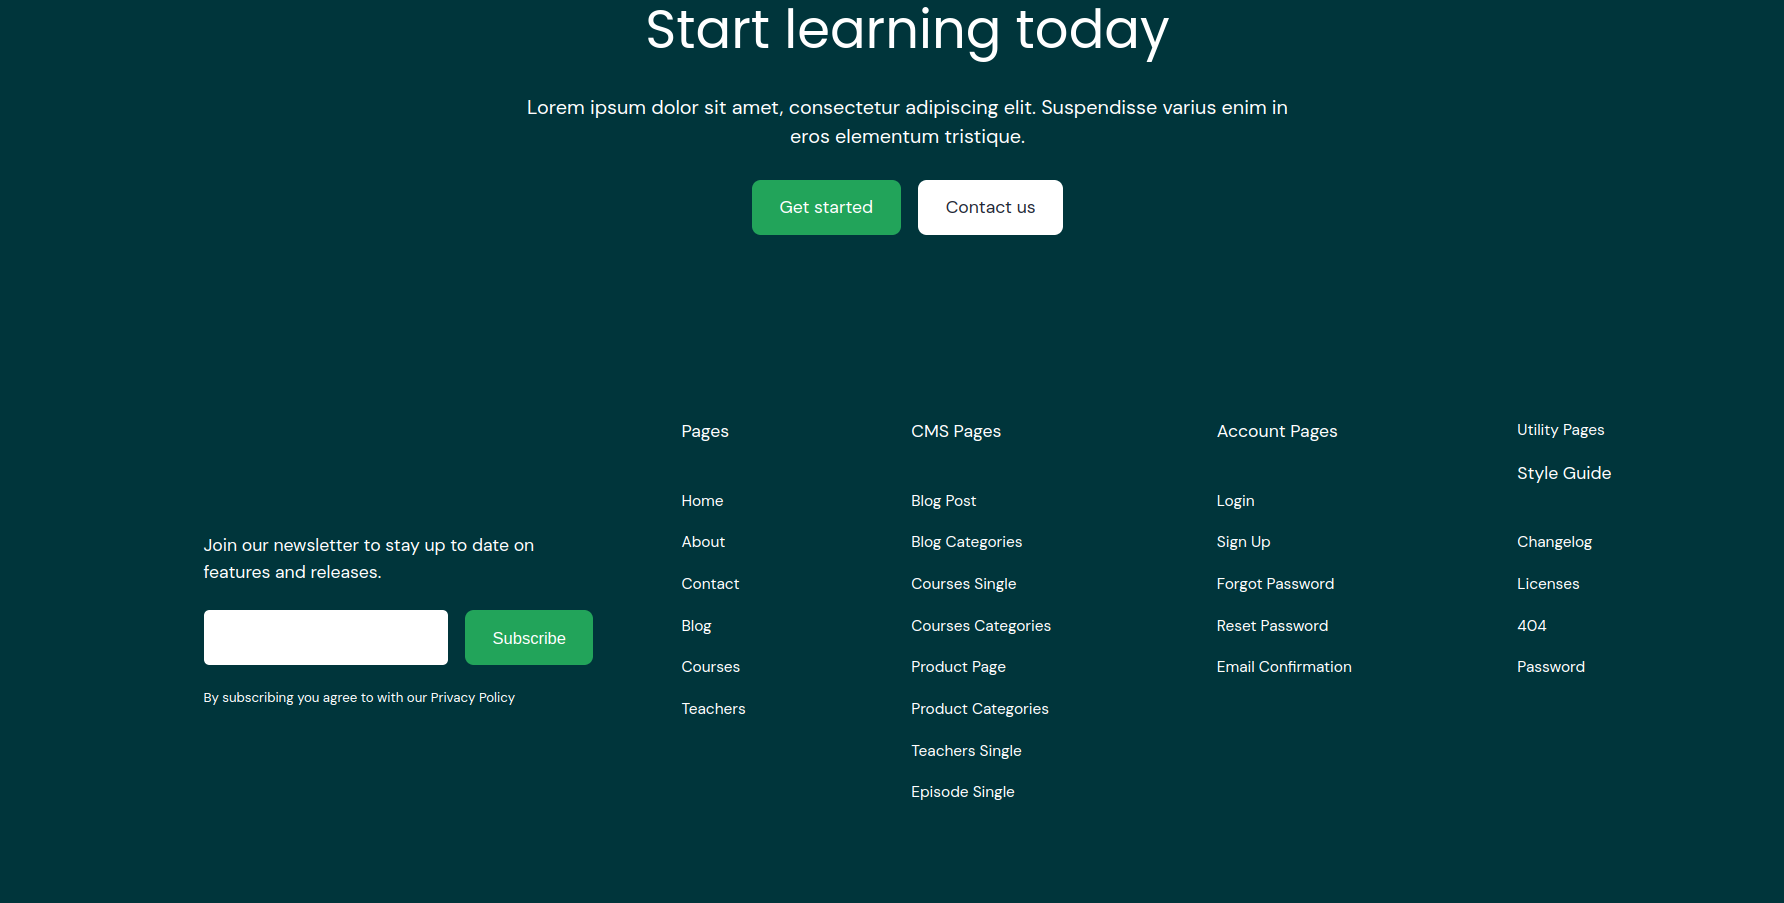 Start learning today
Lorem ipsum dolor sit amet, consectetur adipiscing elit. Suspendisse varius enim in
eros elementum tristique.
Get started
Contact us
Join our newsletter to stay up to date on
features and releases.
Subscribe
By subscribing you agree to with our Privacy Policy
Pages
Home
About
Contact
Blog
Courses
Teachers
CMS Pages
Blog Post
Blog Categories
Courses Single
Courses Categories
Product Page
Product Categories
Teachers Single
Episode Single
Account Pages
Login
Sign Up
Forgot Password
Reset Password
Email Confirmation
Utility Pages
Style Guide
Changelog
Licenses
404
Password